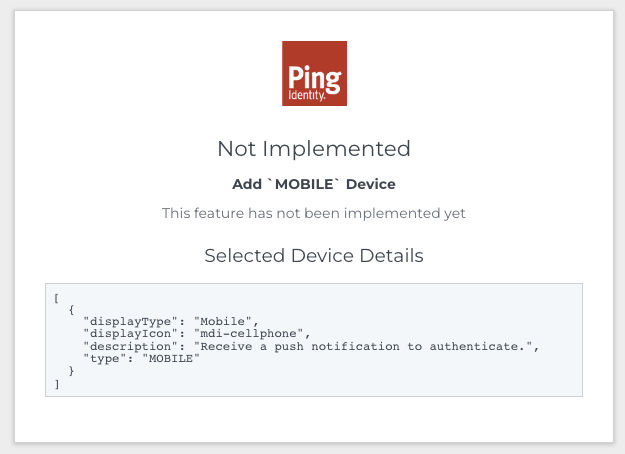 Ping
Identity.
Not Implemented
Add `MOBILE` Device
This feature has not been implemented yet
Selected Device Details
[
  {
    "displayType": "Mobile",
    "displayIcon": "mdi-cellphone",
    "description": "Receive a push notification to authenticate.",
    "type": "MOBILE"
  }
]